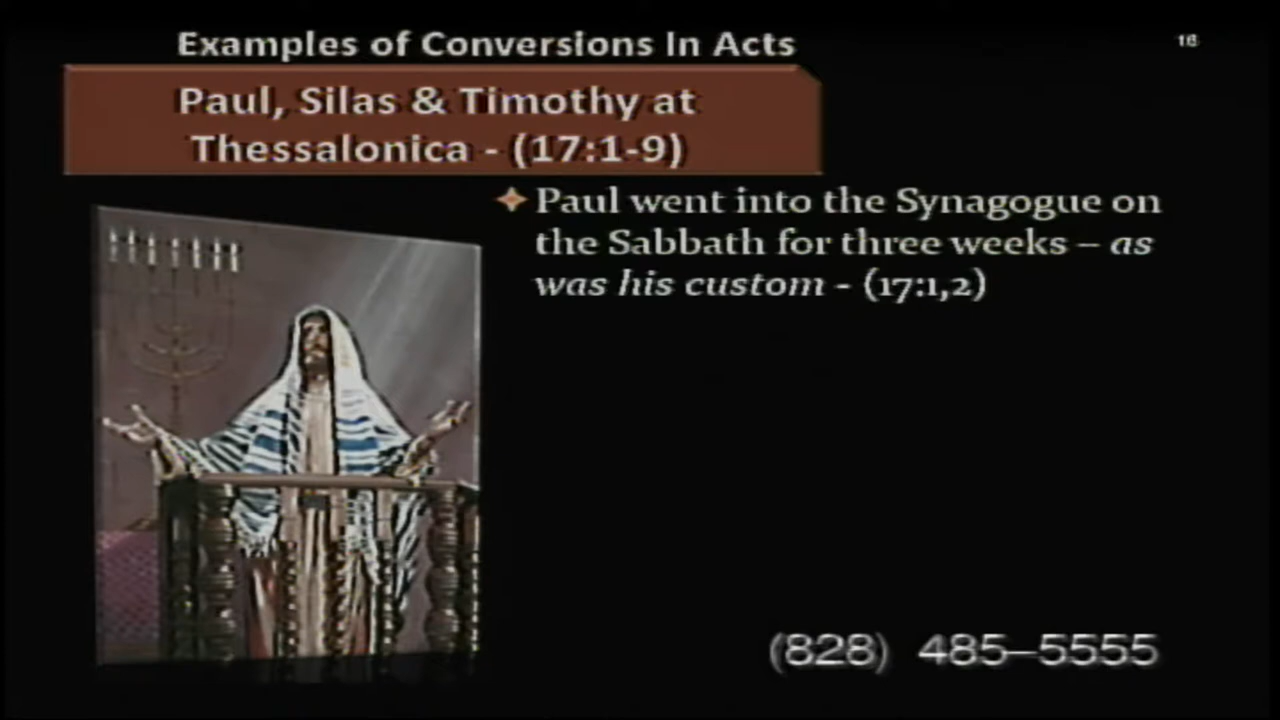 Examples of Conversions In Acts
16
Paul, Silas & Timothy at
Thessalonica - (17:1-9)
Paul went into the Synagogue on
the Sabbath for three weeks – as
was his custom - (17:1,2)
(828) 485–5555